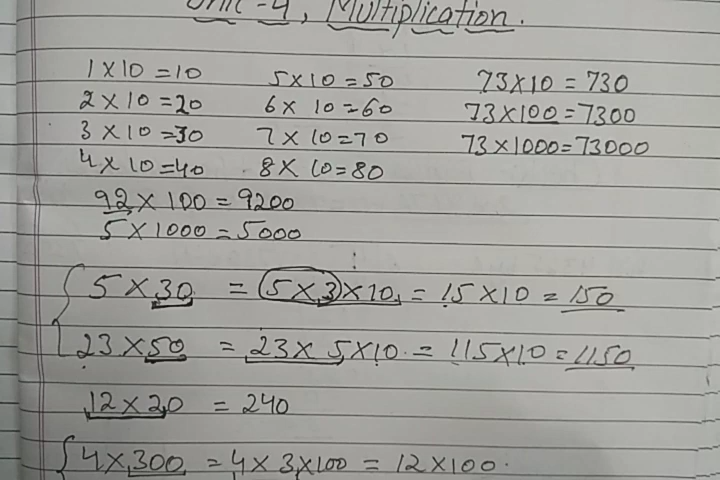 Unit-4, Multiplication.
1 X 10 = 10 5 X 10 = 50 73 X 10 = 730
2 X 10 = 20 6 X 10 = 60 73 X 100 = 7300
3 X 10 = 30 7 X 10 = 70 73 X 1000 = 73000
4 X 10 = 40 8 X 10 = 80
92 X 100 = 9200
5 X 1000 = 5000
5 X 30 = 5 X 3 X 10 = 15 X 10 = 150
23 X 50 = 23 X 5 X 10 = 115 X 10 = 1150
12 X 20 = 240
4 X 300 = 4 X 3 X 100 = 12 X 100.